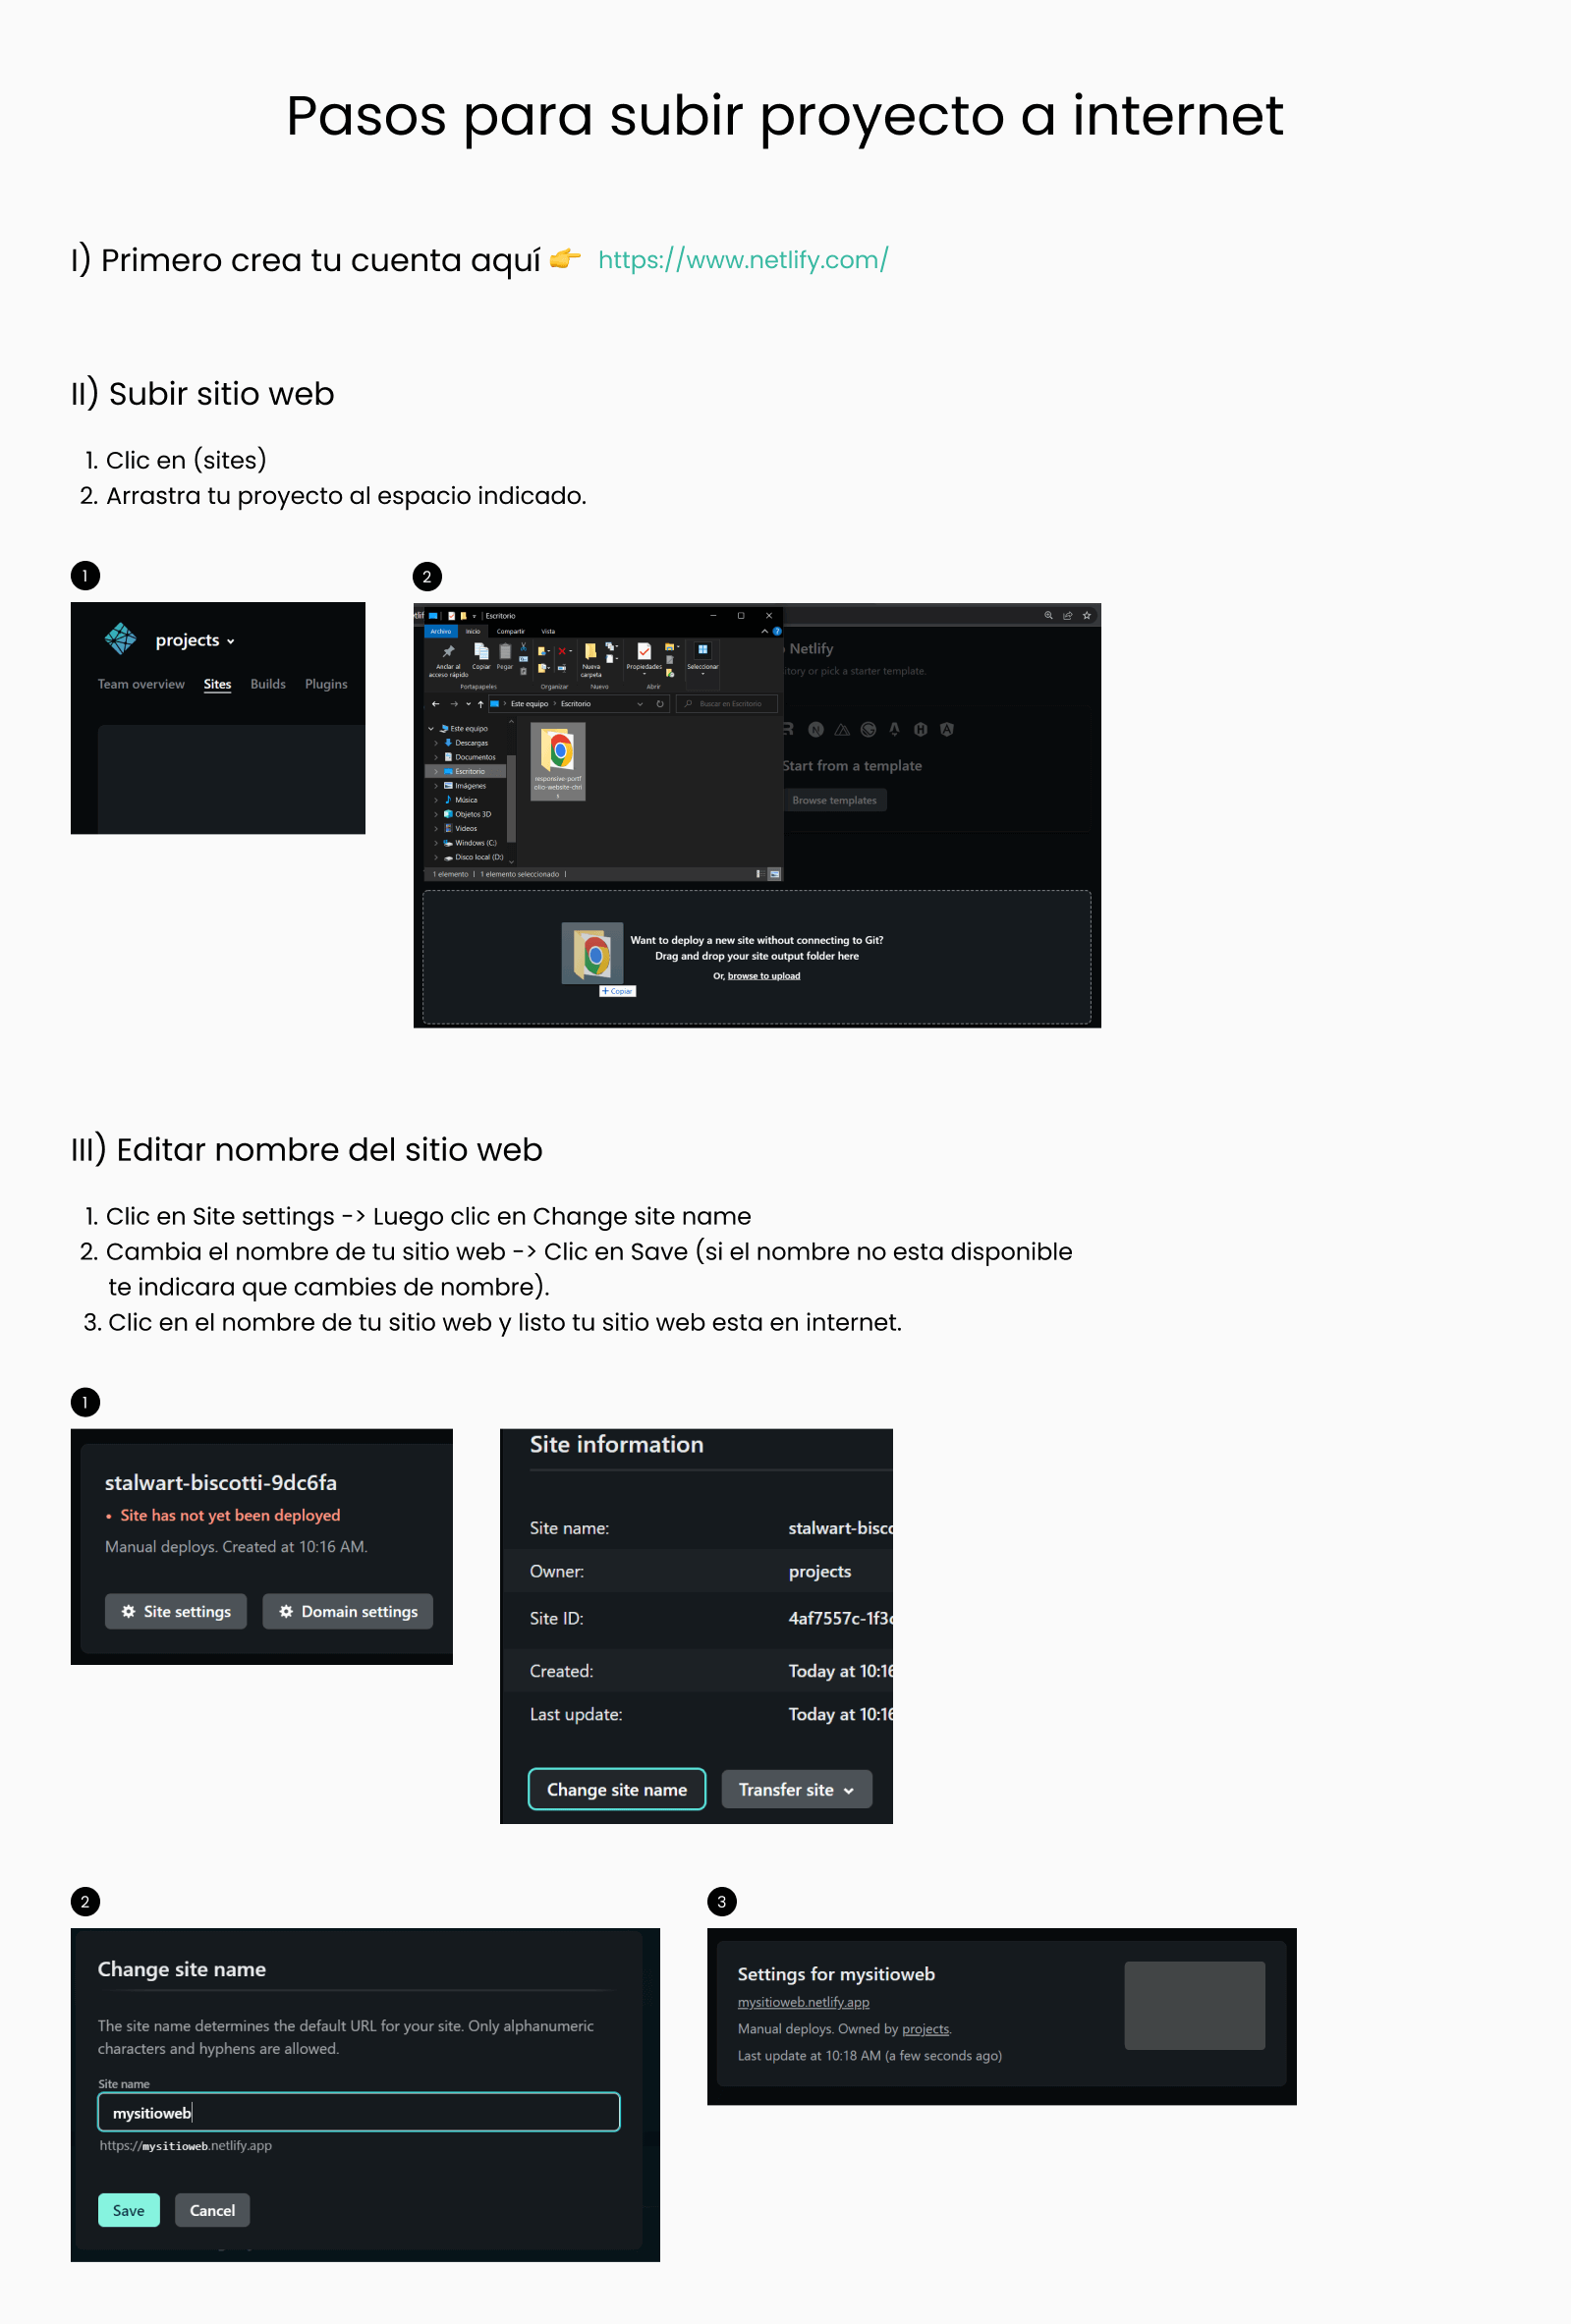 Pasos para subir proyecto a internet
I) Primero crea tu cuenta aquí 👉 https://www.netlify.com/
II) Subir sitio web
1. Clic en (sites)
2. Arrastra tu proyecto al espacio indicado.
1
projects
Team overview Sites Builds Plugins
2
Escritorio
Archivo Inicio Compartir Vista
Anclar al acceso rápido
Copiar
Pegar
Nueva carpeta
Propiedades
Seleccionar
Portapapeles Organizar Nuevo Abrir
Este equipo > Escritorio
Buscar en Escritorio
Este equipo
Descargas
Documentos
Escritorio
Imágenes
Música
Objetos 3D
Videos
Windows (C:)
Disco local (D:)
responsive-portf
olio-website-chri
s
1 elemento | 1 elemento seleccionado |
Netlify
itory or pick a starter template.
Start from a template
Browse templates
Want to deploy a new site without connecting to Git?
Drag and drop your site output folder here
Or, browse to upload
+ Copiar
III) Editar nombre del sitio web
1. Clic en Site settings -> Luego clic en Change site name
2. Cambia el nombre de tu sitio web -> Clic en Save (si el nombre no esta disponible
te indicara que cambies de nombre).
3. Clic en el nombre de tu sitio web y listo tu sitio web esta en internet.
1
stalwart-biscotti-9dc6fa
• Site has not yet been deployed
Manual deploys. Created at 10:16 AM.
Site settings Domain settings
Site information
Site name: stalwart-bisco
Owner: projects
Site ID: 4af7557c-1f3c
Created: Today at 10:16
Last update: Today at 10:16
Change site name Transfer site
2
Change site name
The site name determines the default URL for your site. Only alphanumeric
characters and hyphens are allowed.
Site name
mysitioweb
https://mysitioweb.netlify.app
Save Cancel
3
Settings for mysitioweb
mysitioweb.netlify.app
Manual deploys. Owned by projects.
Last update at 10:18 AM (a few seconds ago)